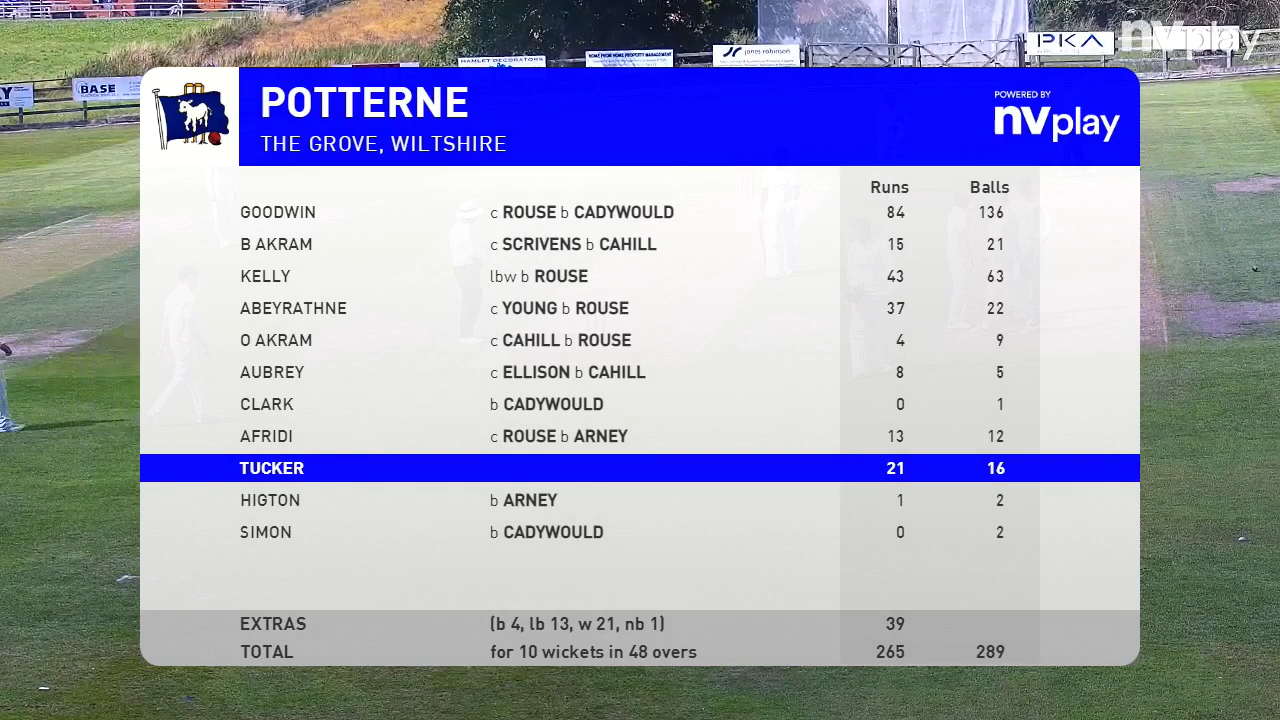 HAMLET DECORATORS
jones robinson
PKA
nvplay
BASE
POTTERNE
THE GROVE, WILTSHIRE
POWERED BY
nvplay
Runs Balls
GOODWIN c ROUSE b CADYWOULD 84 136
B AKRAM c SCRIVENS b CAHILL 15 21
KELLY lbw b ROUSE 43 63
ABEYRATHNE c YOUNG b ROUSE 37 22
O AKRAM c CAHILL b ROUSE 4 9
AUBREY c ELLISON b CAHILL 8 5
CLARK b CADYWOULD 0 1
AFRIDI c ROUSE b ARNEY 13 12
TUCKER 21 16
HIGTON b ARNEY 1 2
SIMON b CADYWOULD 0 2
EXTRAS (b 4, lb 13, w 21, nb 1) 39
TOTAL for 10 wickets in 48 overs 265 289